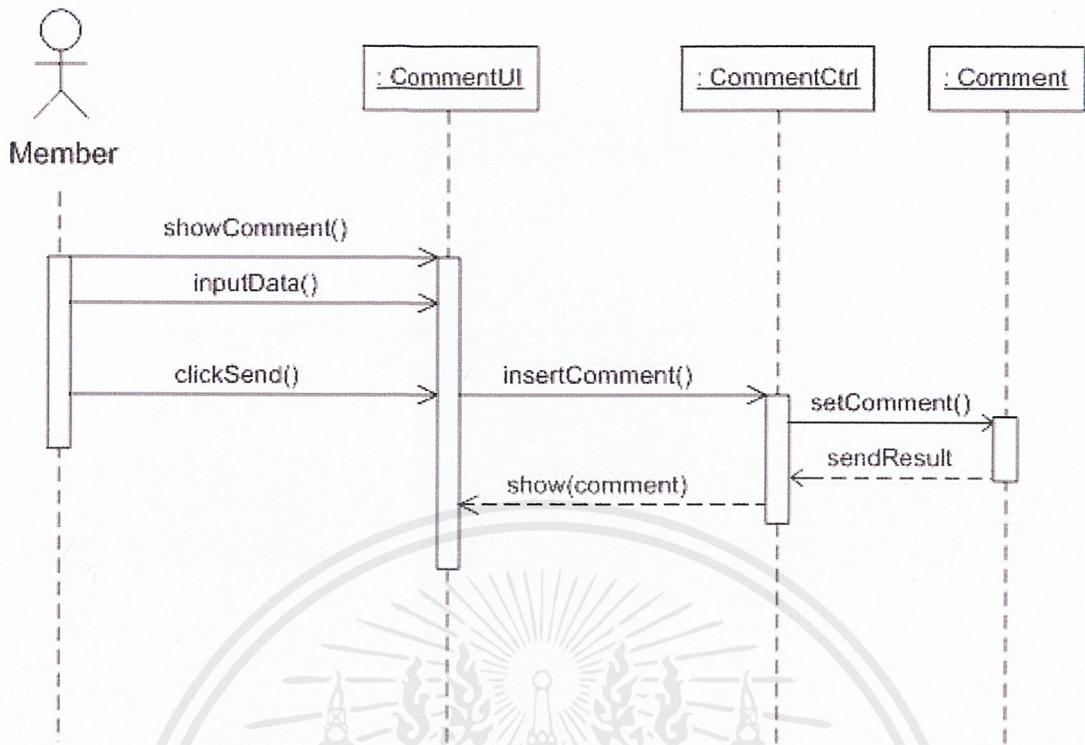 : CommentUI
: CommentCtrl
: Comment
Member
showComment()
inputData()
clickSend()
insertComment()
setComment()
sendResult
show(comment)